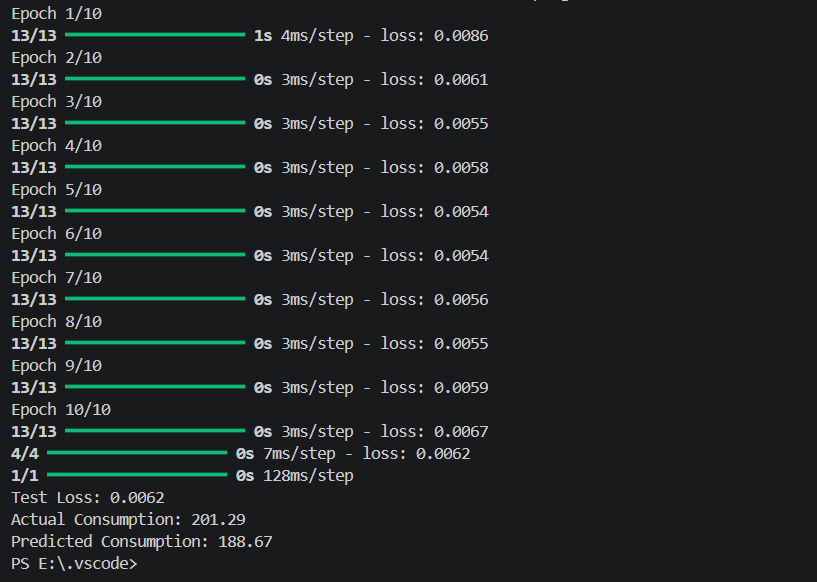 Epoch 1/10
13/13 1s 4ms/step - loss: 0.0086
Epoch 2/10
13/13 0s 3ms/step - loss: 0.0061
Epoch 3/10
13/13 0s 3ms/step - loss: 0.0055
Epoch 4/10
13/13 0s 3ms/step - loss: 0.0058
Epoch 5/10
13/13 0s 3ms/step - loss: 0.0054
Epoch 6/10
13/13 0s 3ms/step - loss: 0.0054
Epoch 7/10
13/13 0s 3ms/step - loss: 0.0056
Epoch 8/10
13/13 0s 3ms/step - loss: 0.0055
Epoch 9/10
13/13 0s 3ms/step - loss: 0.0059
Epoch 10/10
13/13 0s 3ms/step - loss: 0.0067
4/4 0s 7ms/step - loss: 0.0062
1/1 0s 128ms/step
Test Loss: 0.0062
Actual Consumption: 201.29
Predicted Consumption: 188.67
PS E:\.vscode>